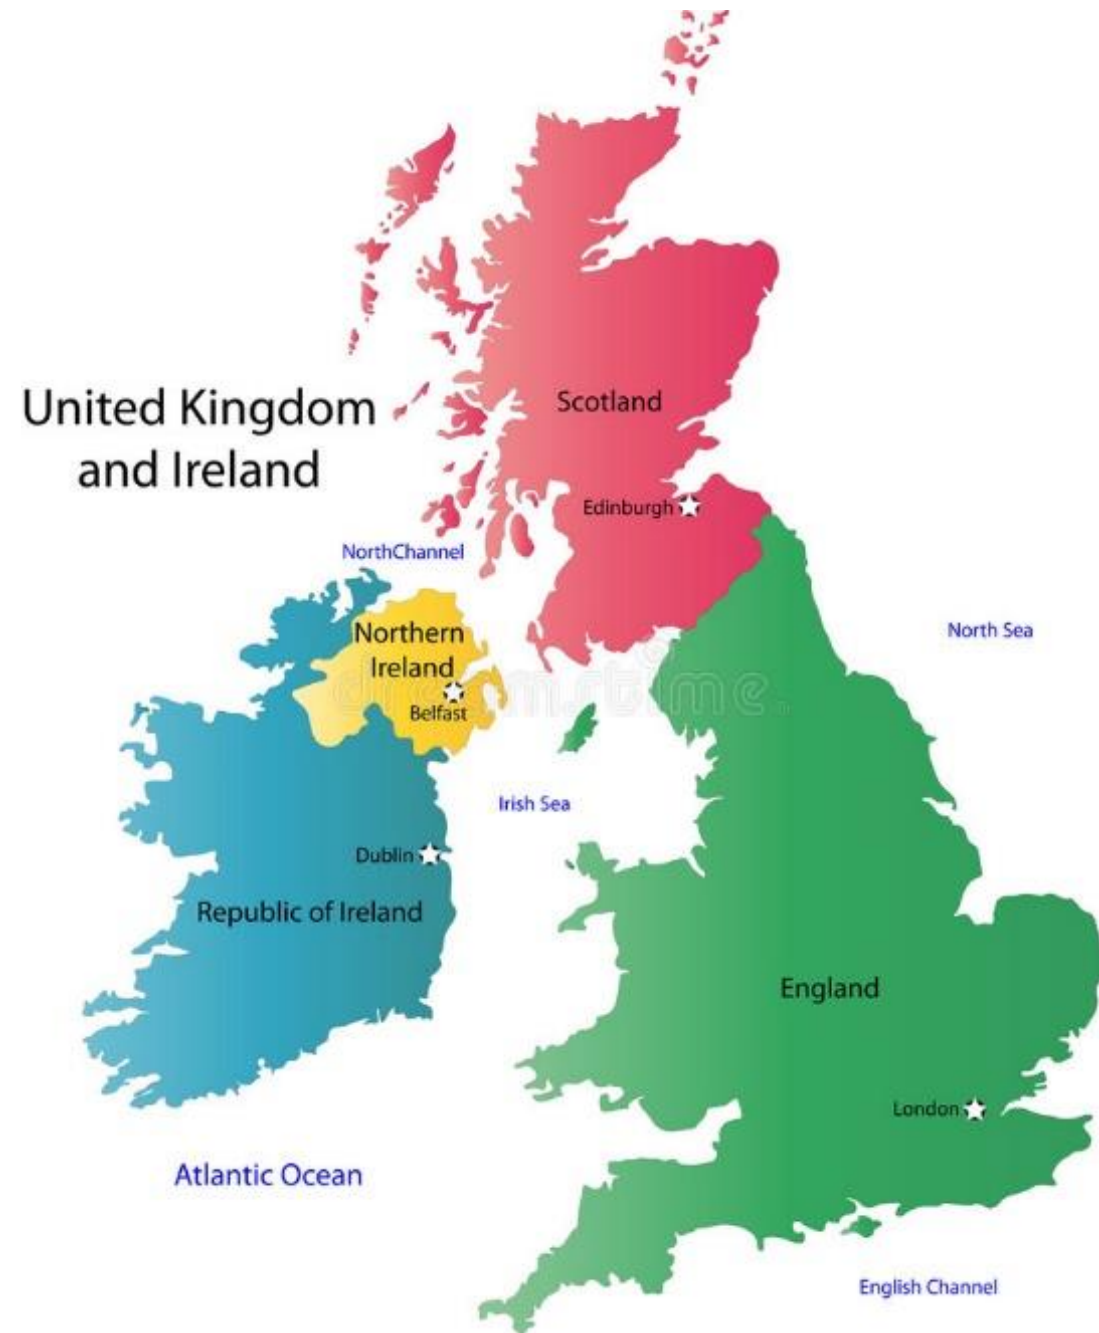 Scotland
United Kingdom
and Ireland
Edinburgh
NorthChannel
Northern
Ireland
North Sea
dreamstime.
Belfast
Irish Sea
Dublin
Republic of Ireland
England
London
Atlantic Ocean
English Channel